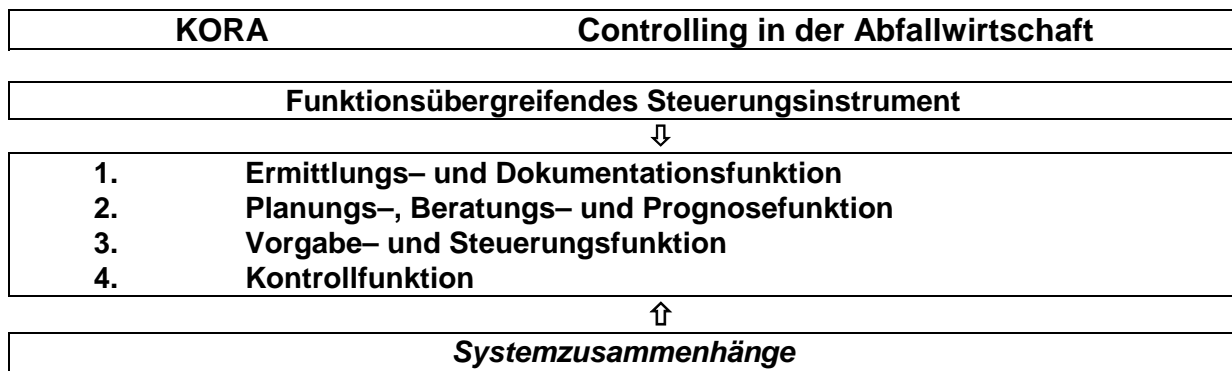 KORA Controlling in der Abfallwirtschaft
Funktionsübergreifendes Steuerungsinstrument
⇩
1. Ermittlungs– und Dokumentationsfunktion
2. Planungs–, Beratungs– und Prognosefunktion
3. Vorgabe– und Steuerungsfunktion
4. Kontrollfunktion
⇧
Systemzusammenhänge